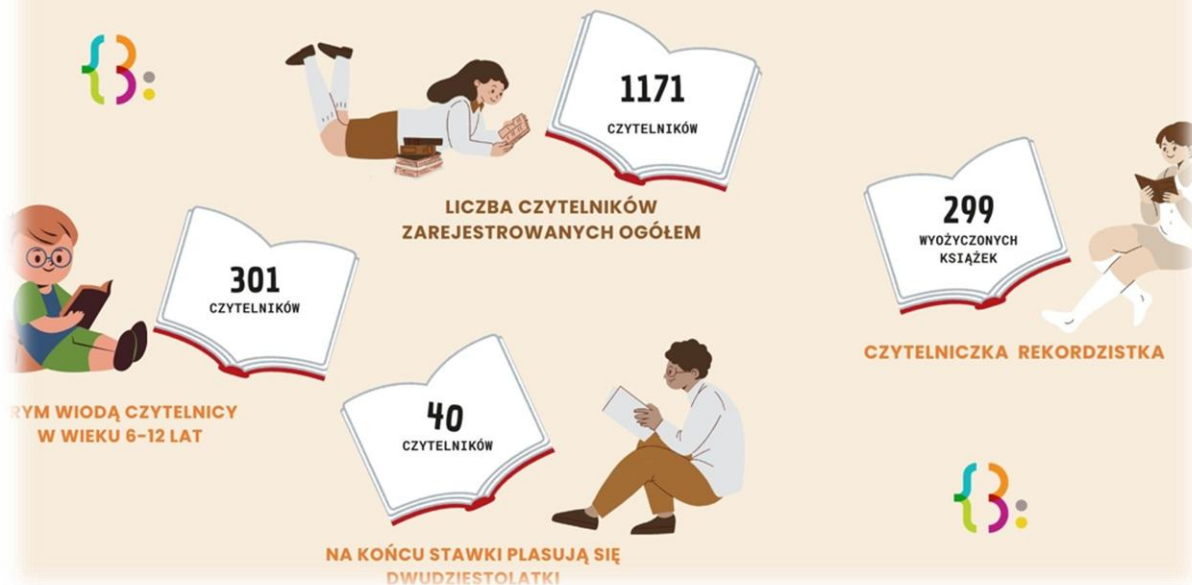 1171
CZYTELNIKÓW
LICZBA CZYTELNIKÓW
ZAREJESTROWANYCH OGÓŁEM
299
WYOŻYCZONYCH
KSIĄŻEK
CZYTELNICZKA REKORDZISTKA
301
CZYTELNIKÓW
RYM WIODĄ CZYTELNICY
W WIEKU 6-12 LAT
40
CZYTELNIKÓW
NA KOŃCU STAWKI PLASUJĄ SIĘ
DWUDZIESTOLATKI